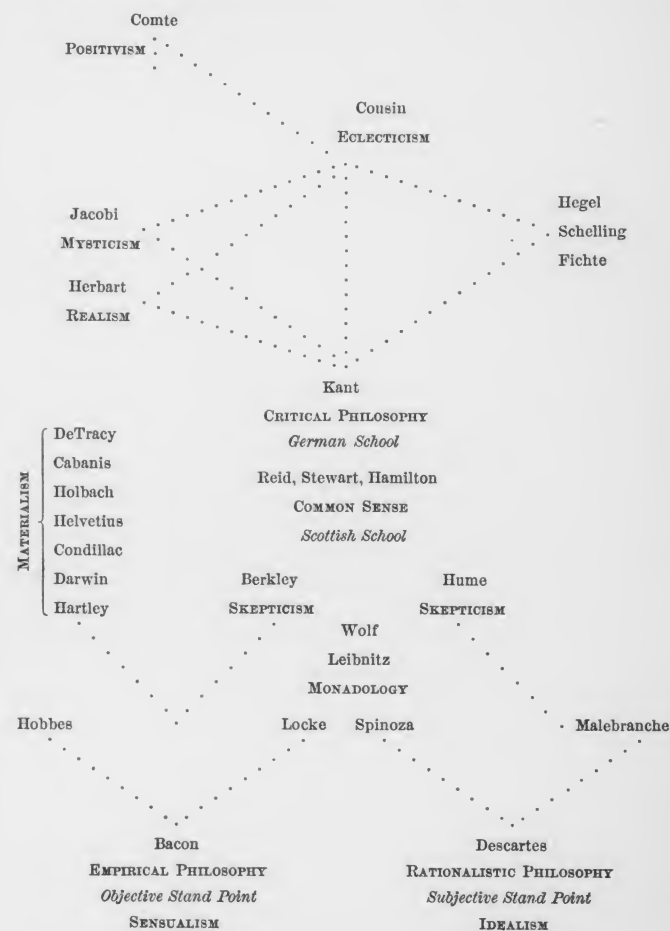 Comte
POSITIVISM
Cousin
ECLECTICISM
Jacobi
MYSTICISM
Herbart
REALISM
Hegel
Schelling
Fichte
Kant
CRITICAL PHILOSOPHY
German School
Reid, Stewart, Hamilton
COMMON SENSE
Scottish School
MATERIALISM
DeTracy
Cabanis
Holbach
Helvetius
Condillac
Darwin
Hartley
Berkley
SKEPTICISM
Hume
SKEPTICISM
Wolf
Leibnitz
MONADOLOGY
Hobbes
Locke
Spinoza
Malebranche
Bacon
EMPIRICAL PHILOSOPHY
Objective Stand Point
SENSUALISM
Descartes
RATIONALISTIC PHILOSOPHY
Subjective Stand Point
IDEALISM